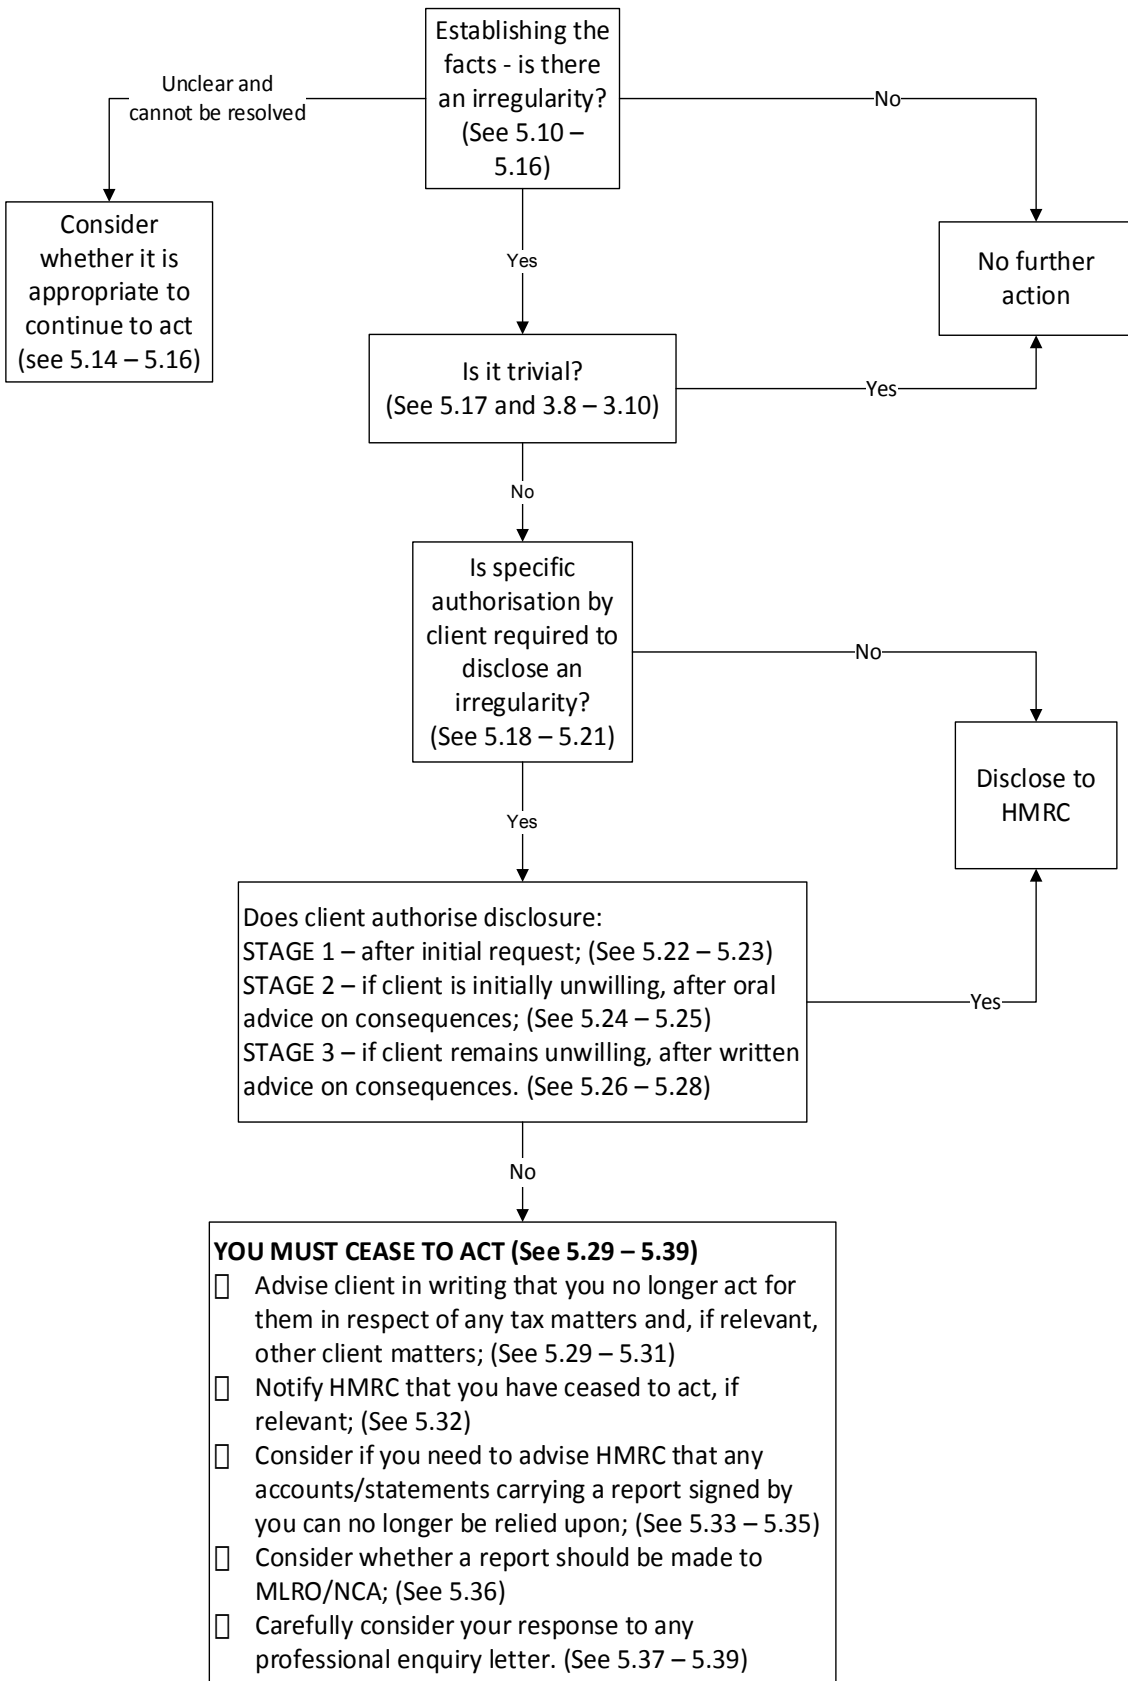 Establishing the
facts - is there
an irregularity?
(See 5.10 –
5.16)
Unclear and
cannot be resolved
No
Consider
whether it is
appropriate to
continue to act
(see 5.14 – 5.16)
No further
action
Yes
Is it trivial?
(See 5.17 and 3.8 – 3.10)
Yes
No
Is specific
authorisation by
client required to
disclose an
irregularity?
(See 5.18 – 5.21)
No
Disclose to
HMRC
Yes
Does client authorise disclosure:
STAGE 1 – after initial request; (See 5.22 – 5.23)
STAGE 2 – if client is initially unwilling, after oral
advice on consequences; (See 5.24 – 5.25)
STAGE 3 – if client remains unwilling, after written
advice on consequences. (See 5.26 – 5.28)
Yes
No
YOU MUST CEASE TO ACT (See 5.29 – 5.39)
Advise client in writing that you no longer act for
them in respect of any tax matters and, if relevant,
other client matters; (See 5.29 – 5.31)
Notify HMRC that you have ceased to act, if
relevant; (See 5.32)
Consider if you need to advise HMRC that any
accounts/statements carrying a report signed by
you can no longer be relied upon; (See 5.33 – 5.35)
Consider whether a report should be made to
MLRO/NCA; (See 5.36)
Carefully consider your response to any
professional enquiry letter. (See 5.37 – 5.39)